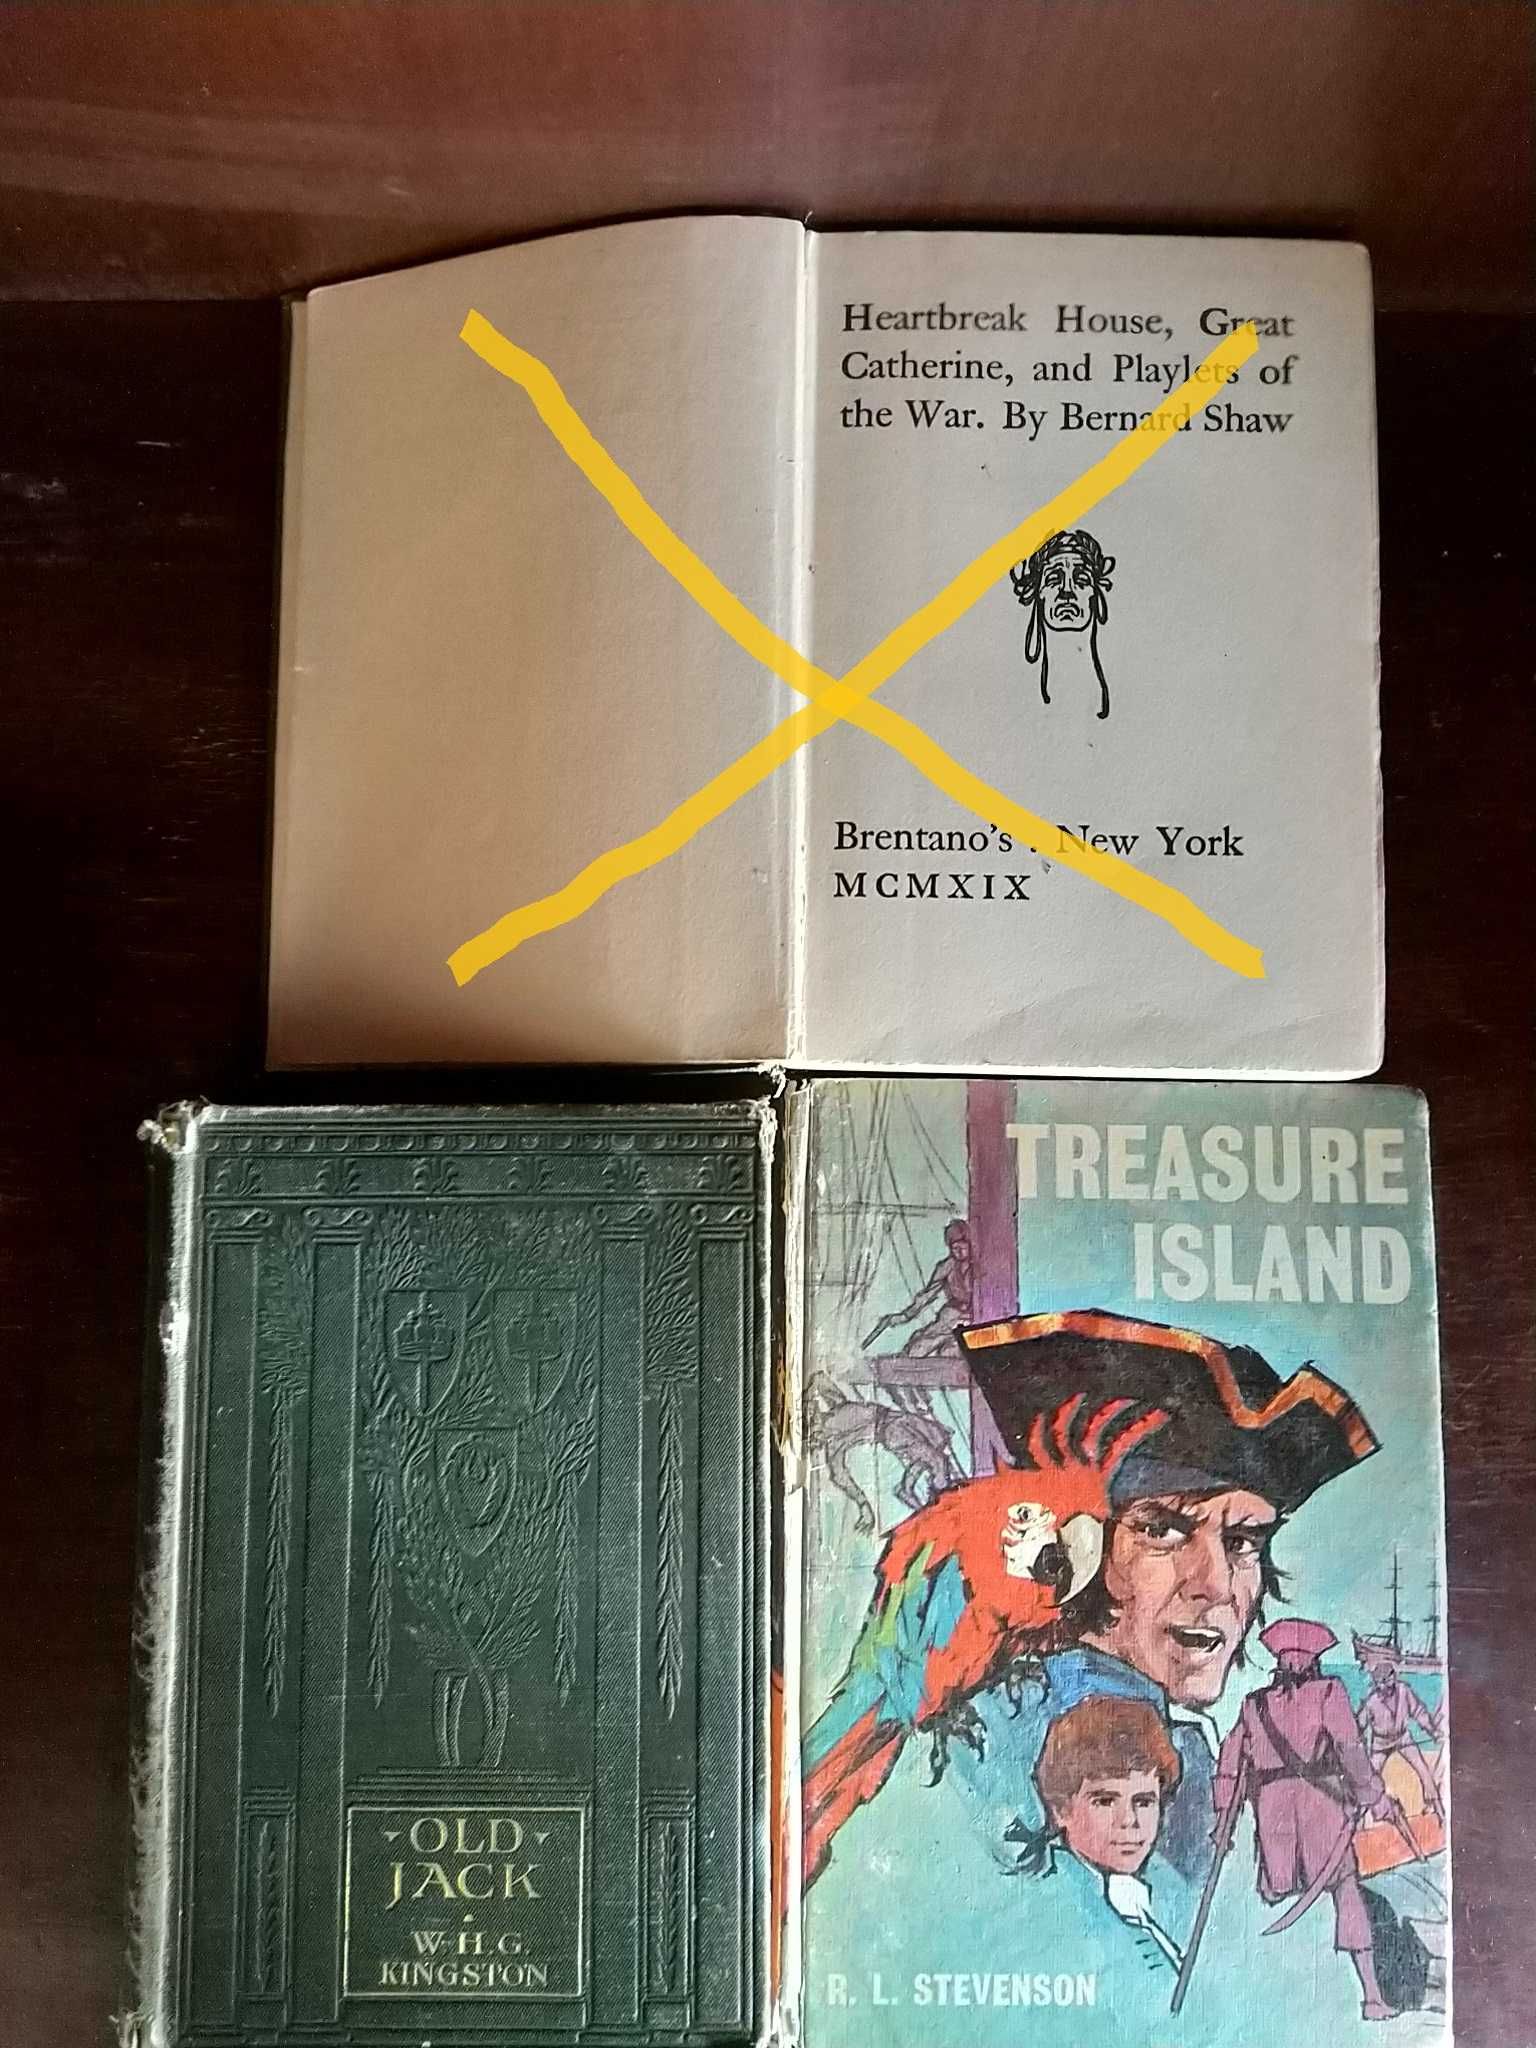 Heartbreak House, Great
Catherine, and Playlets of
the War. By Bernard Shaw
Brentano's . New York
MCMXIX
OLD
JACK
W·H.G.
KINGSTON
TREASURE
ISLAND
R. L. STEVENSON